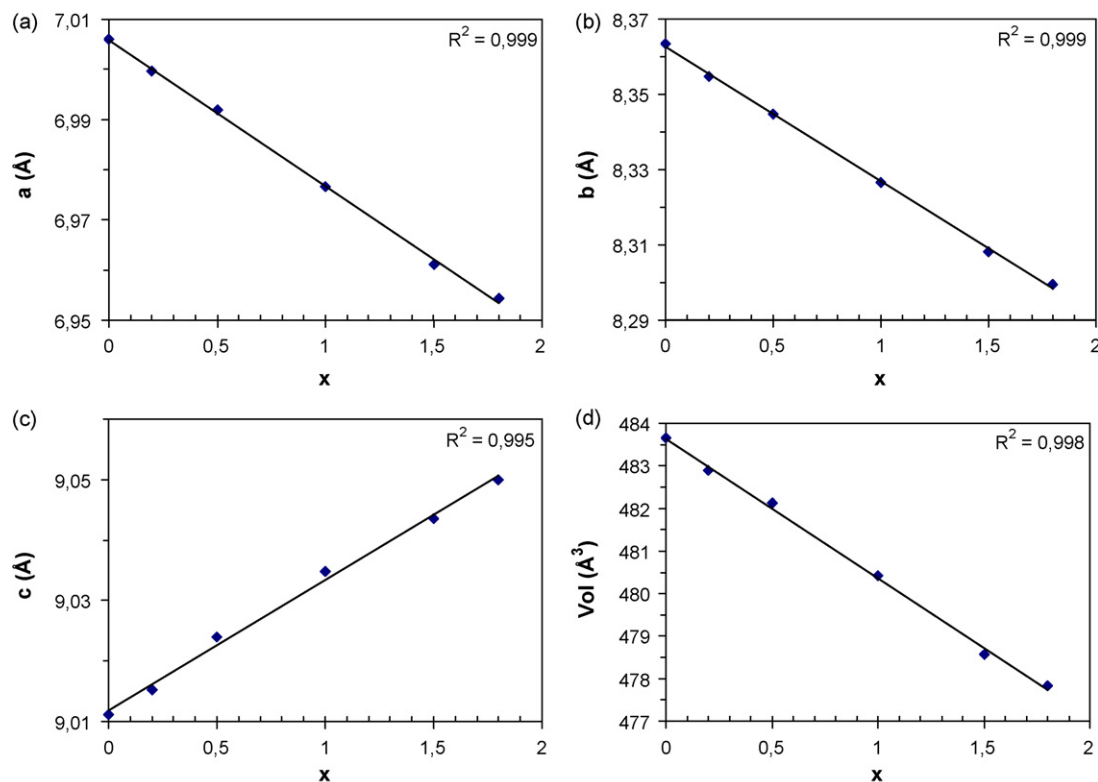 (a)
R² = 0,999
7,01
6,99
6,97
6,95
a (Å)
0 0,5 1 1,5 2
x
(b)
R² = 0,999
8,37
8,35
8,33
8,31
8,29
b (Å)
0 0,5 1 1,5 2
x
(c)
R² = 0,995
9,05
9,03
9,01
c (Å)
0 0,5 1 1,5 2
x
(d)
R² = 0,998
484
483
482
481
480
479
478
477
Vol (Å³)
0 0,5 1 1,5 2
x